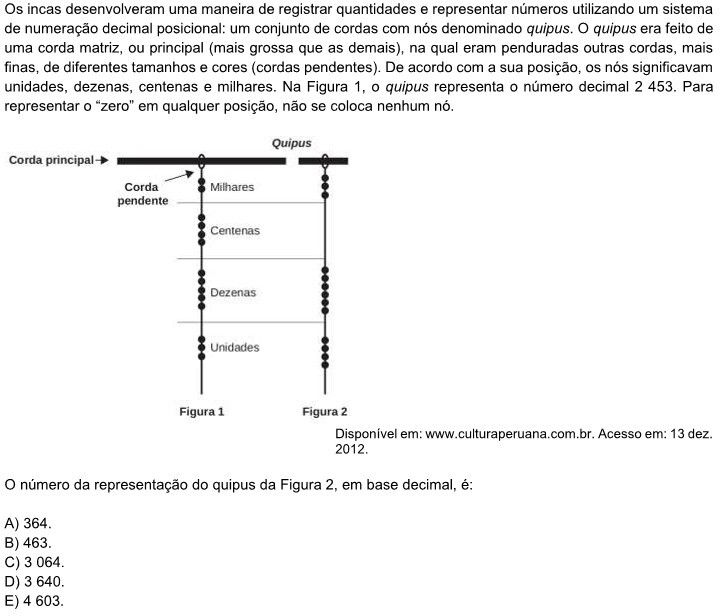 Os incas desenvolveram uma maneira de registrar quantidades e representar números utilizando um sistema
de numeração decimal posicional: um conjunto de cordas com nós denominado quipus. O quipus era feito de
uma corda matriz, ou principal (mais grossa que as demais), na qual eram penduradas outras cordas, mais
finas, de diferentes tamanhos e cores (cordas pendentes). De acordo com a sua posição, os nós significavam
unidades, dezenas, centenas e milhares. Na Figura 1, o quipus representa o número decimal 2 453. Para
representar o “zero” em qualquer posição, não se coloca nenhum nó.
Quipus
Corda principal
Corda
pendente
Milhares
Centenas
Dezenas
Unidades
Figura 1
Figura 2
Disponível em: www.culturaperuana.com.br. Acesso em: 13 dez.
2012.
O número da representação do quipus da Figura 2, em base decimal, é:
A) 364.
B) 463.
C) 3 064.
D) 3 640.
E) 4 603.